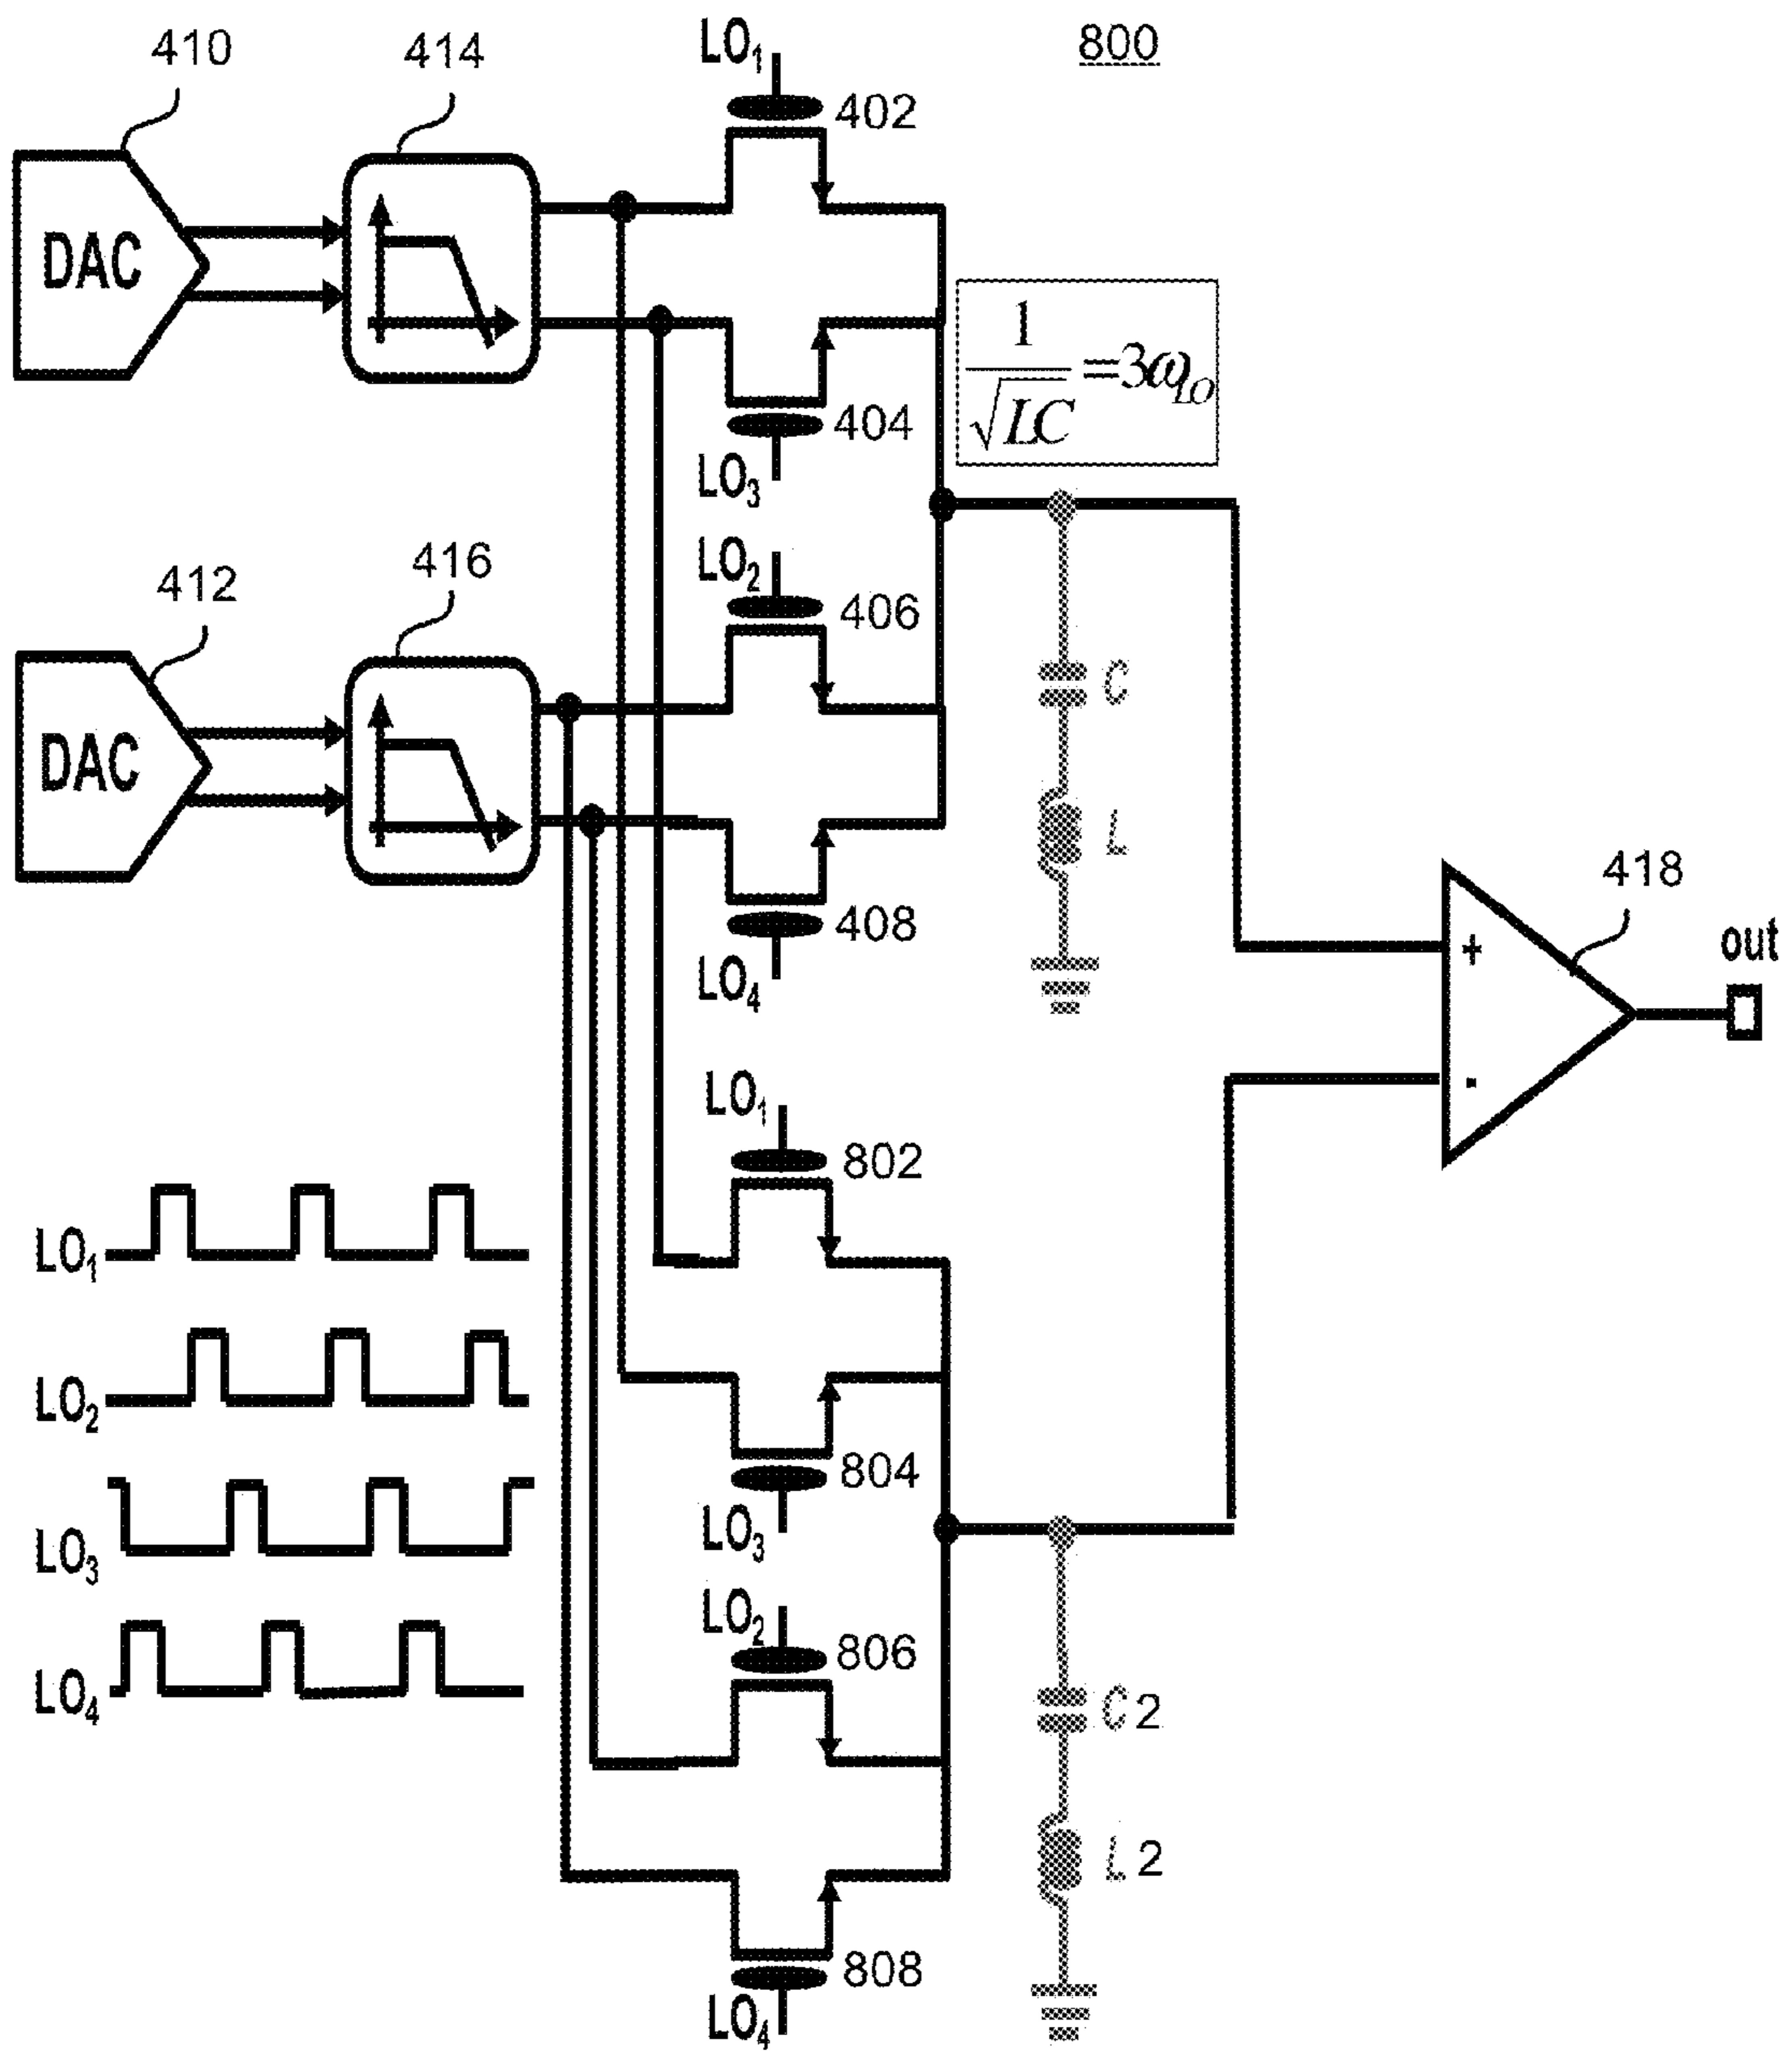 410
414
LO₁
402
800
DAC
1/√LC = 3ω_LO
404
LO₃
412
416
LO₂
406
DAC
C
L
408
LO₄
418
out
+
-
LO₁
802
LO₁
LO₂
LO₃
804
LO₃
LO₂
806
LO₄
C2
L2
808
LO₄